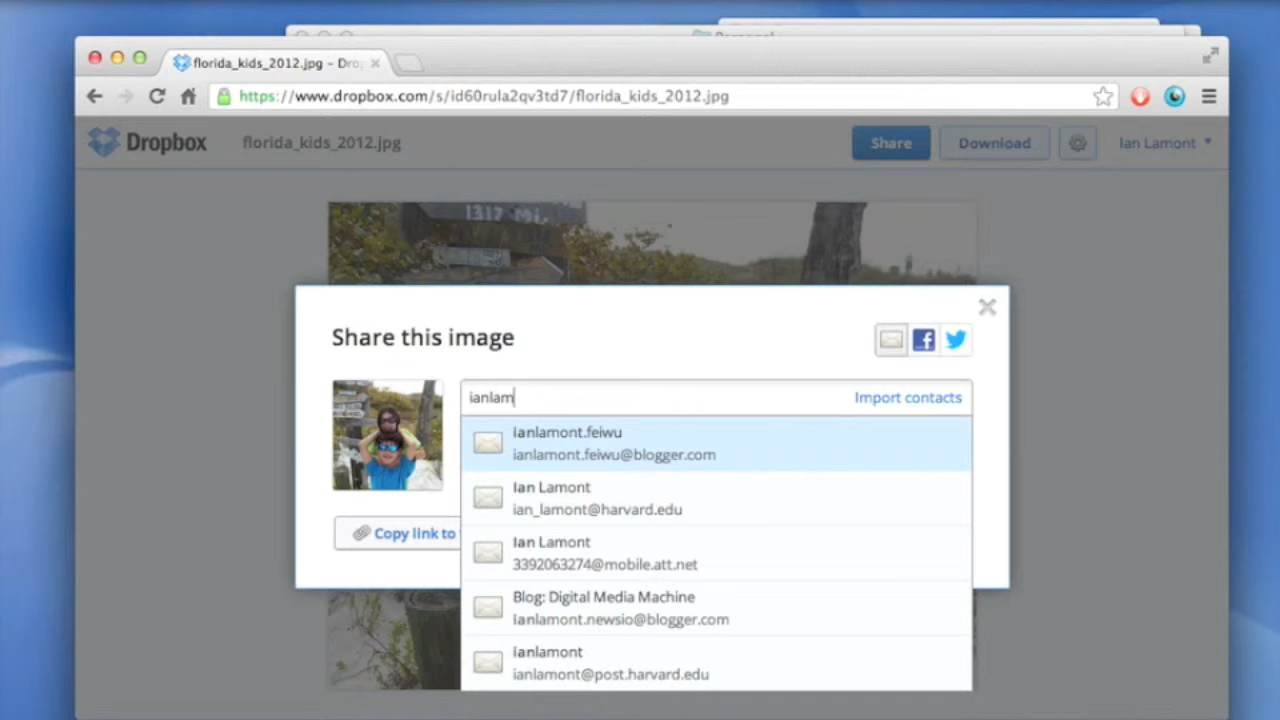 Personal
florida_kids_2012.jpg – Dro
https://www.dropbox.com/s/id60rula2qv3td7/florida_kids_2012.jpg
Dropbox florida_kids_2012.jpg Share Download Ian Lamont
1317 Mi.
Share this image
ianlam Import contacts
ianlamont.feiwu
ianlamont.feiwu@blogger.com
Ian Lamont
ian_lamont@harvard.edu
Ian Lamont
3392063274@mobile.att.net
Copy link to
Blog: Digital Media Machine
ianlamont.newsio@blogger.com
ianlamont
ianlamont@post.harvard.edu